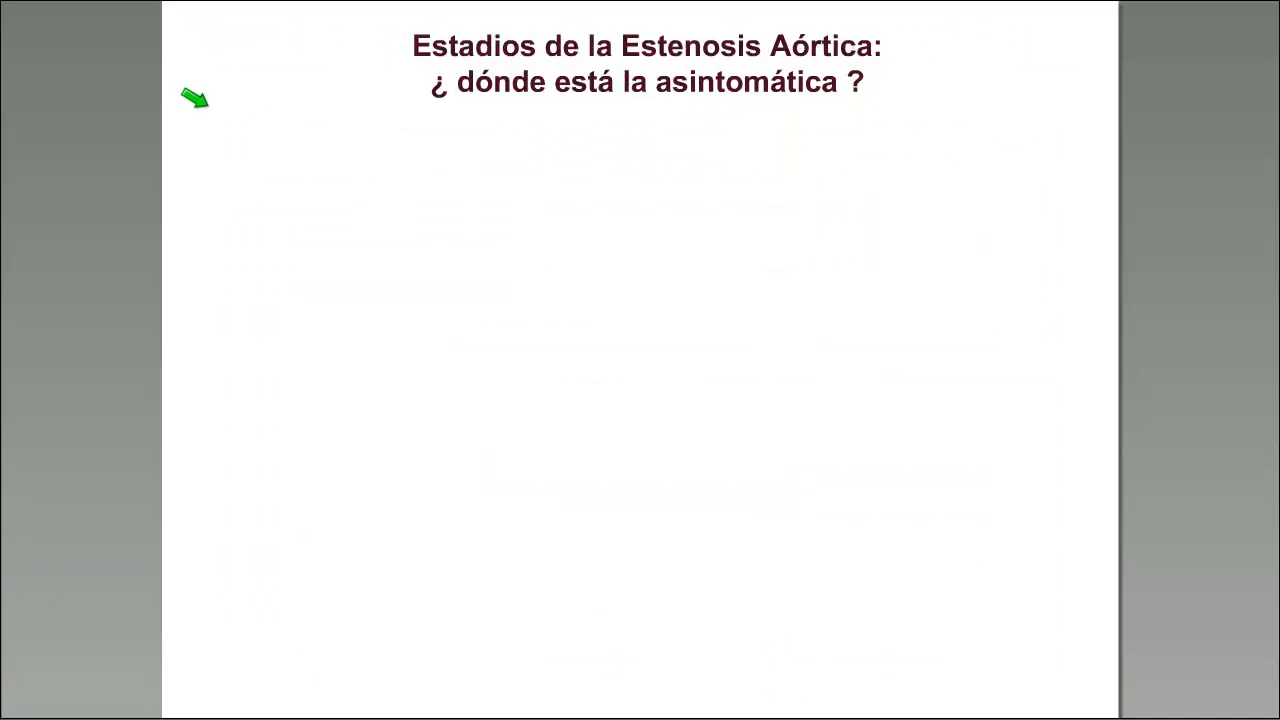 Estadios de la Estenosis Aórtica:
¿ dónde está la asintomática ?